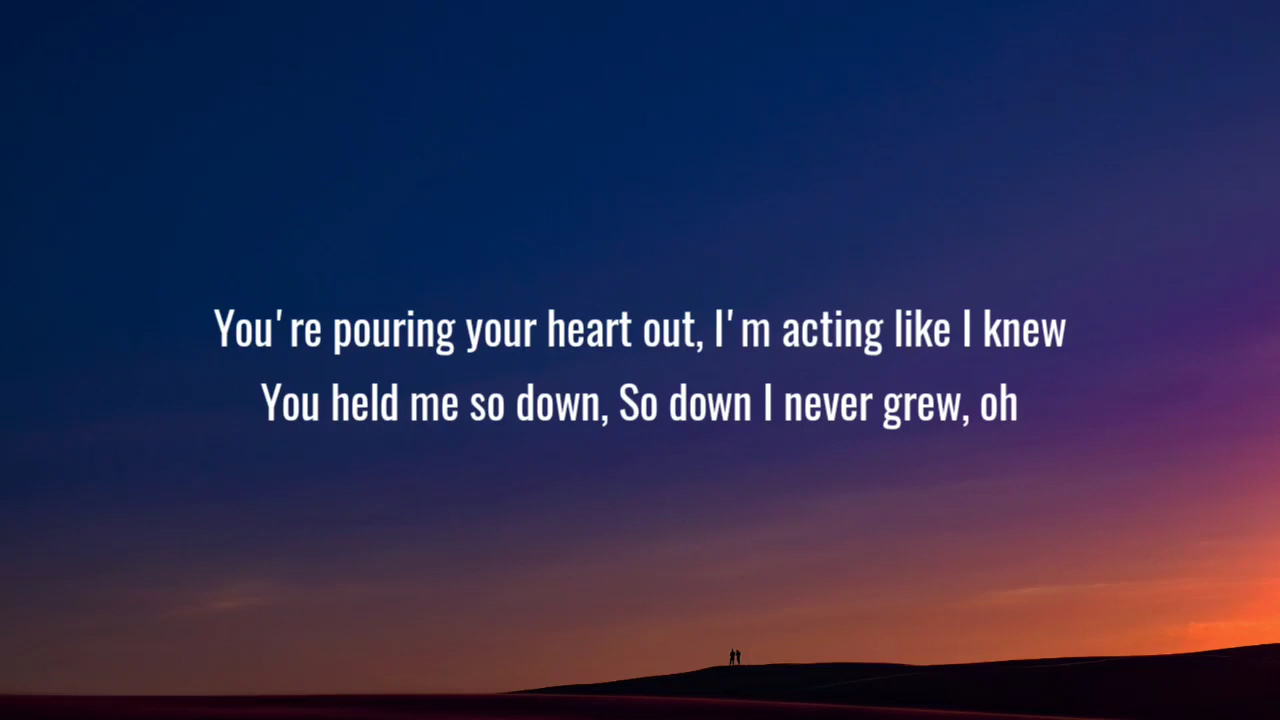 You're pouring your heart out, I'm acting like I knew
You held me so down, So down I never grew, oh